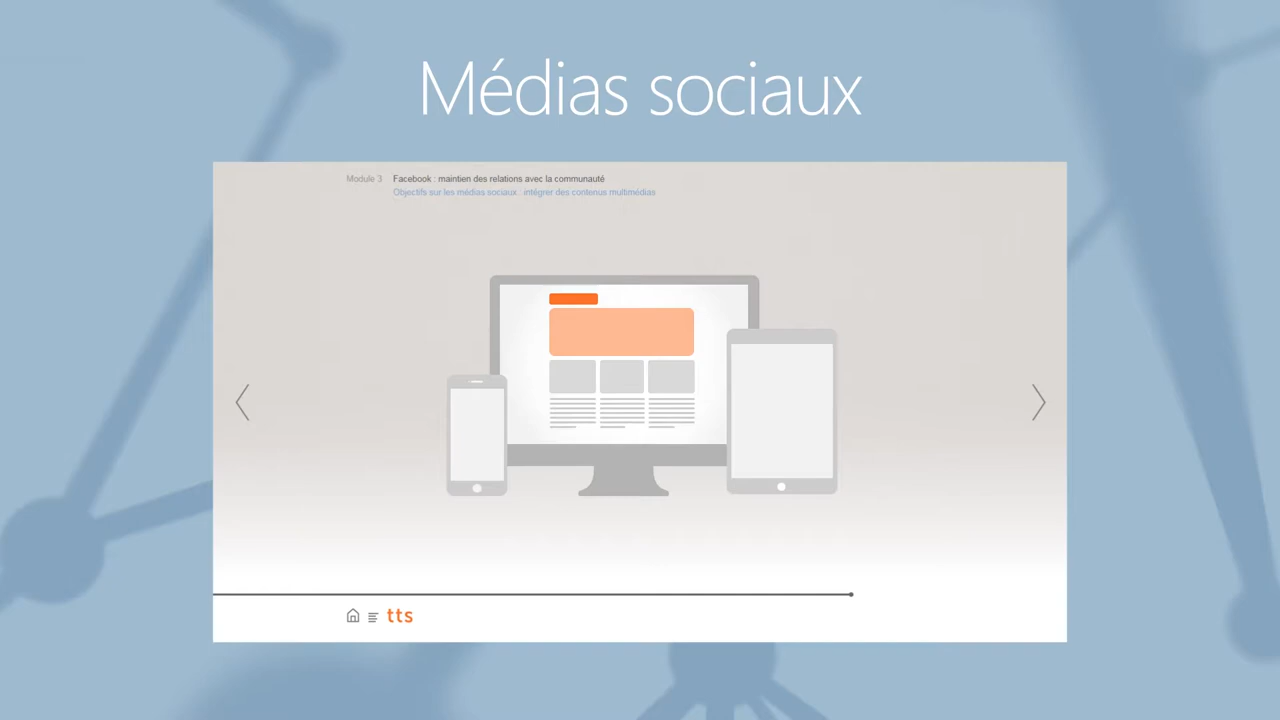 Médias sociaux
Module 3 Facebook : maintien des relations avec la communauté
Objectifs sur les médias sociaux : intégrer des contenus multimédias
tts